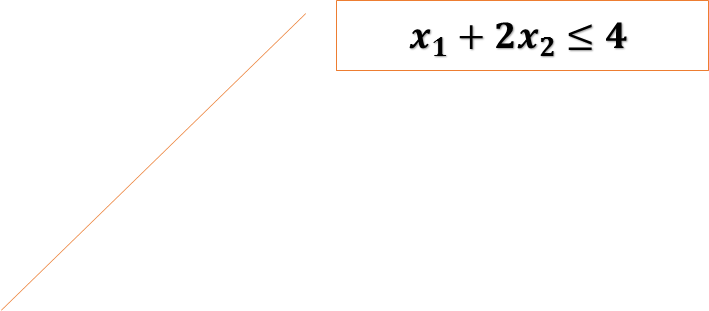 x₁ + 2x₂ ≤ 4